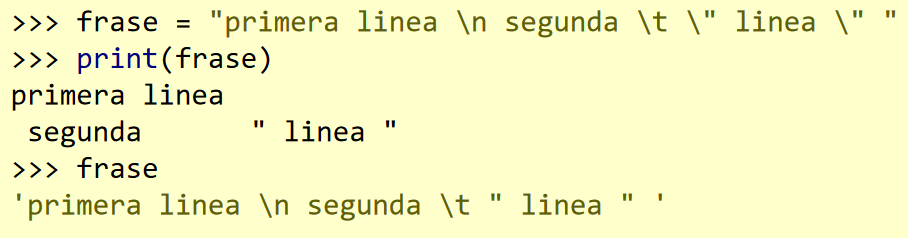 >>> frase = "primera linea \n segunda \t \" linea \" "
>>> print(frase)
primera linea
 segunda       " linea "
>>> frase
'primera linea \n segunda \t " linea " '